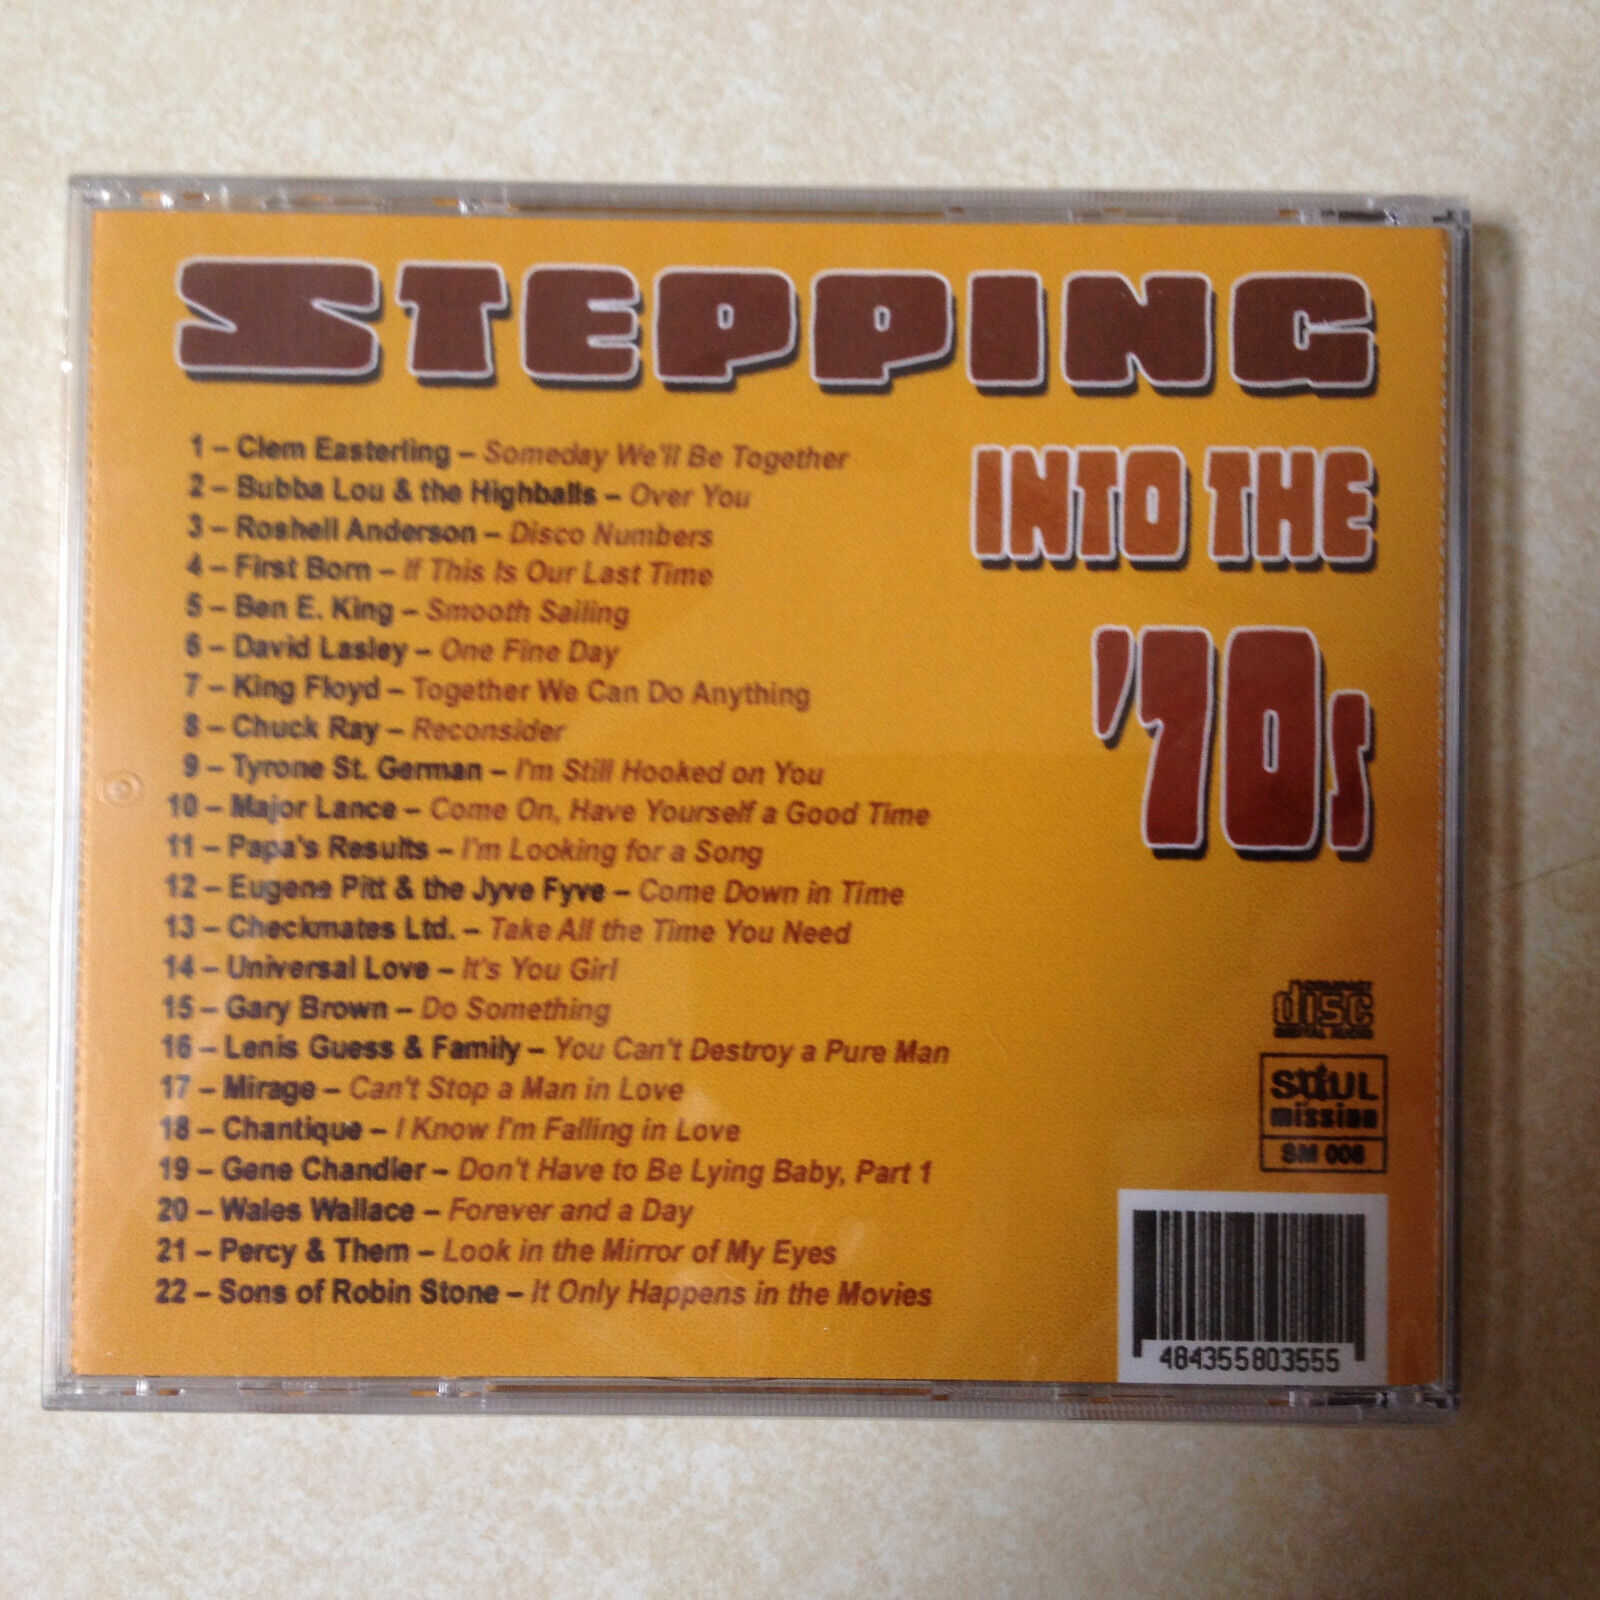 STEPPING
INTO THE
'70s
1 – Clem Easterling – Someday We'll Be Together
2 – Bubba Lou & the Highballs – Over You
3 – Roshell Anderson – Disco Numbers
4 – First Born – If This Is Our Last Time
5 – Ben E. King – Smooth Sailing
6 – David Lasley – One Fine Day
7 – King Floyd – Together We Can Do Anything
8 – Chuck Ray – Reconsider
9 – Tyrone St. German – I'm Still Hooked on You
10 – Major Lance – Come On, Have Yourself a Good Time
11 – Papa's Results – I'm Looking for a Song
12 – Eugene Pitt & the Jyve Fyve – Come Down in Time
13 – Checkmates Ltd. – Take All the Time You Need
14 – Universal Love – It's You Girl
15 – Gary Brown – Do Something
16 – Lenis Guess & Family – You Can't Destroy a Pure Man
17 – Mirage – Can't Stop a Man in Love
18 – Chantique – I Know I'm Falling in Love
19 – Gene Chandler – Don't Have to Be Lying Baby, Part 1
20 – Wales Wallace – Forever and a Day
21 – Percy & Them – Look in the Mirror of My Eyes
22 – Sons of Robin Stone – It Only Happens in the Movies
COMPACT
disc
DIGITAL AUDIO
SOUL
mission
SM 006
484355803555